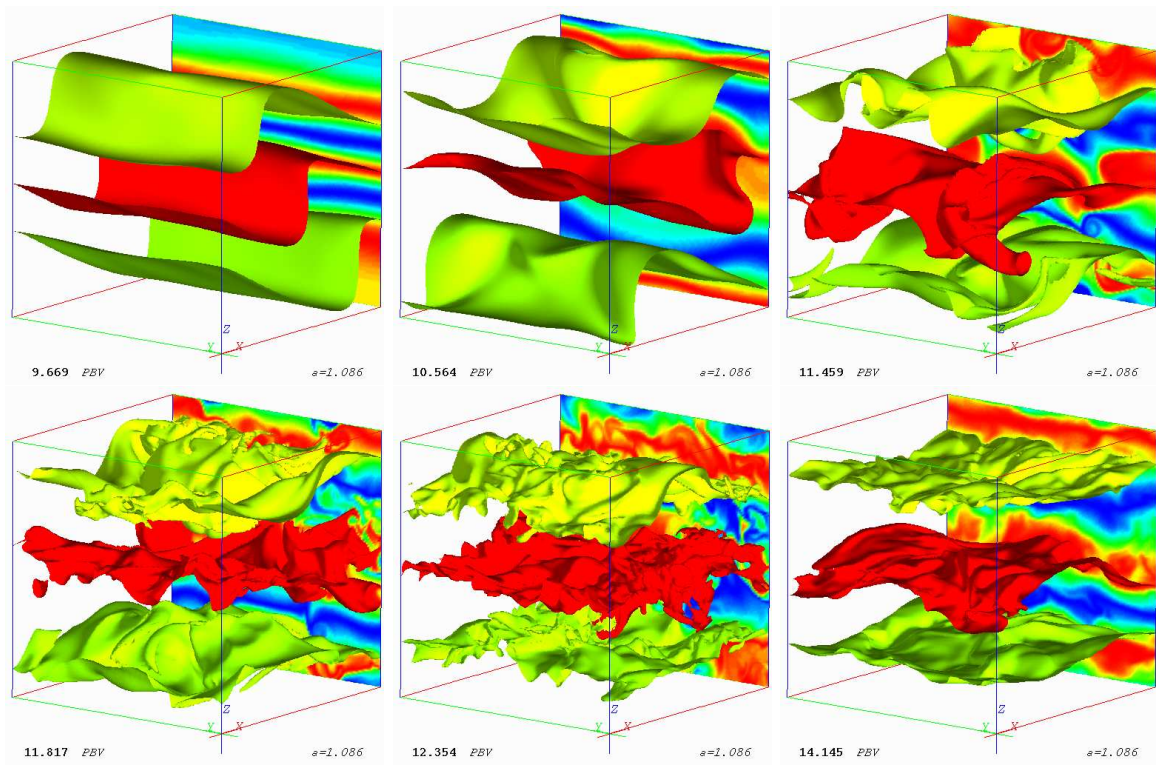 Z
Y X
9.669 PBV a=1.086
Z
Y X
10.564 PBV a=1.086
Z
Y X
11.459 PBV a=1.086
Z
Y X
11.817 PBV a=1.086
Z
Y X
12.354 PBV a=1.086
Z
Y X
14.145 PBV a=1.086